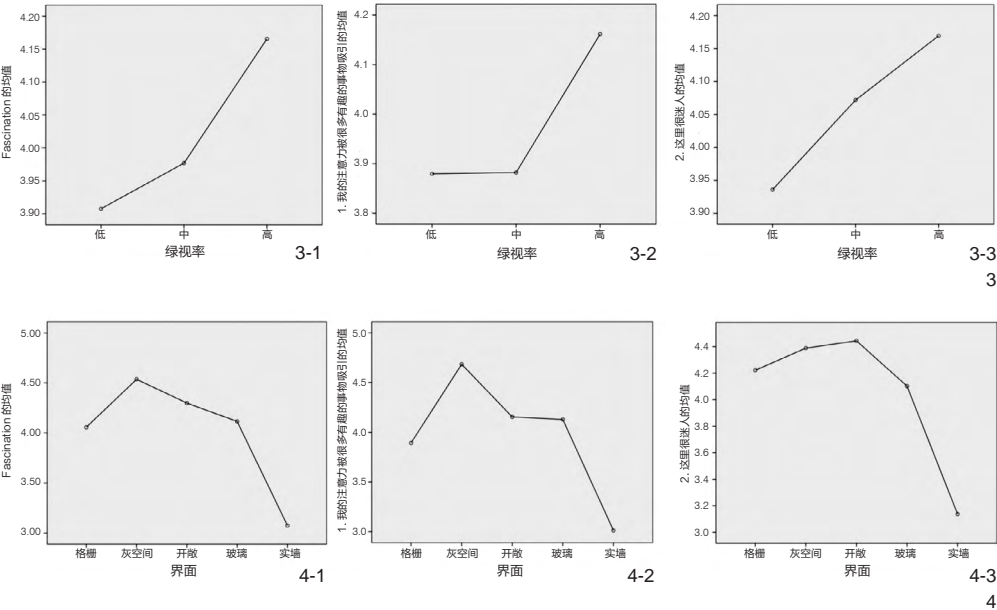 Fascination 的均值
4.20
4.15
4.10
4.05
4.00
3.95
3.90
低 中 高
绿视率
3-1
1. 我的注意力被很多有趣的事物吸引的均值
4.2
4.1
4.0
3.9
3.8
低 中 高
绿视率
3-2
2. 这里很迷人的均值
4.20
4.15
4.10
4.05
4.00
3.95
3.90
低 中 高
绿视率
3-3
3
Fascination 的均值
5.00
4.50
4.00
3.50
3.00
格栅 灰空间 开敞 玻璃 实墙
界面
4-1
1. 我的注意力被很多有趣的事物吸引的均值
5.0
4.5
4.0
3.5
3.0
格栅 灰空间 开敞 玻璃 实墙
界面
4-2
2. 这里很迷人的均值
4.4
4.2
4.0
3.8
3.6
3.4
3.2
3.0
格栅 灰空间 开敞 玻璃 实墙
界面
4-3
4